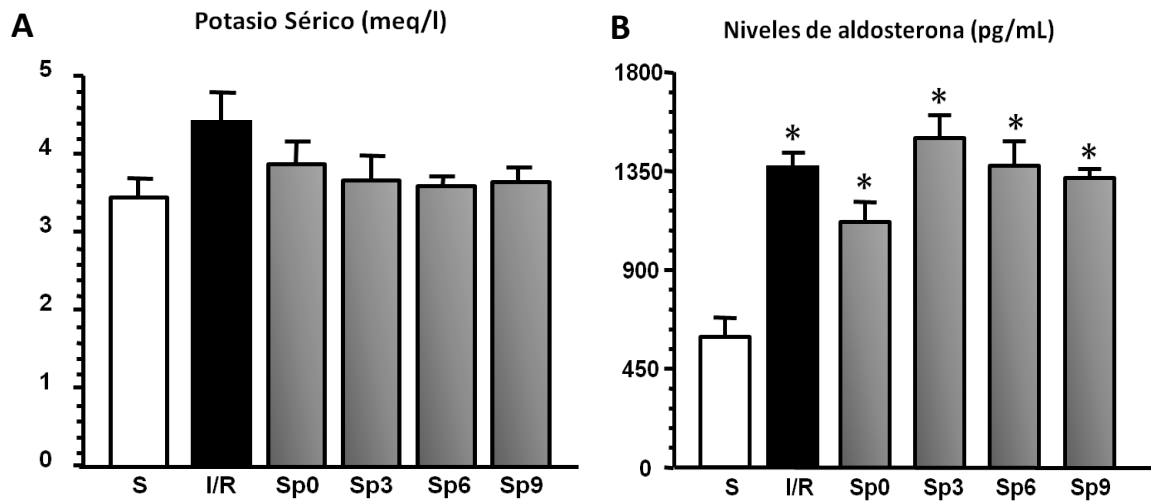 A
Potasio Sérico (meq/l)
5
4
3
2
1
0
S I/R Sp0 Sp3 Sp6 Sp9
B
Niveles de aldosterona (pg/mL)
1800
1350
900
450
0
* * * * *
S I/R Sp0 Sp3 Sp6 Sp9